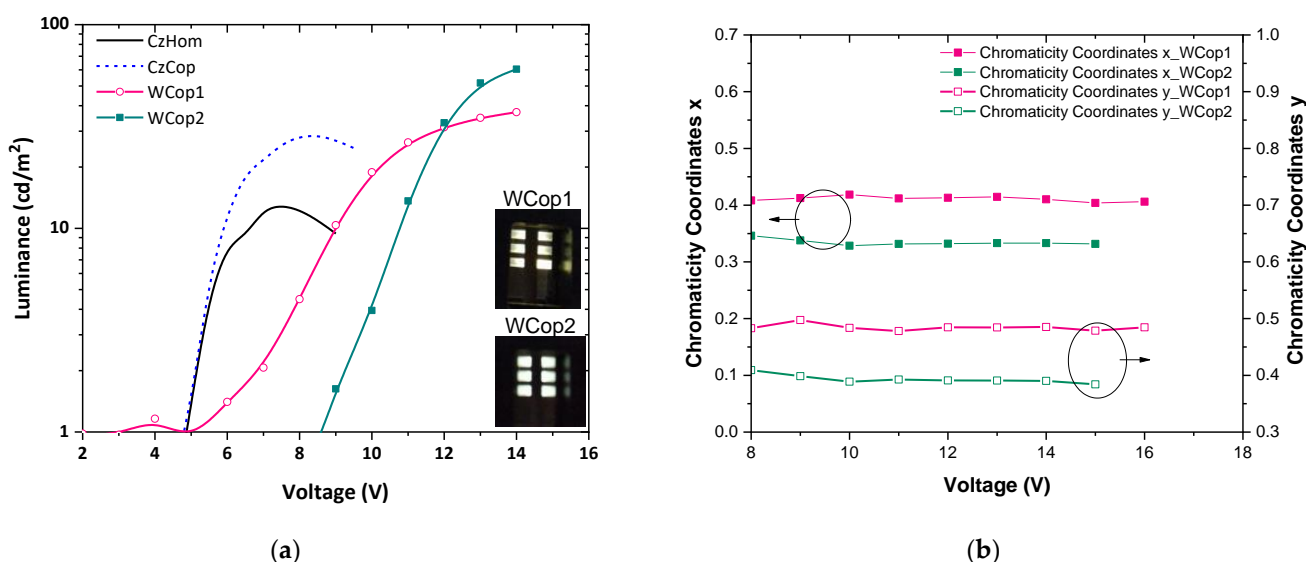 100
10
1
2
4
6
8
10
12
14
16
Luminance (cd/m²)
Voltage (V)
CzHom
CzCop
WCop1
WCop2
WCop1
WCop2
(a)
0.7
0.6
0.5
0.4
0.3
0.2
0.1
0.0
Chromaticity Coordinates x
Chromaticity Coordinates x_WCop1
Chromaticity Coordinates x_WCop2
Chromaticity Coordinates y_WCop1
Chromaticity Coordinates y_WCop2
8
10
12
14
16
18
Voltage (V)
1.0
0.9
0.8
0.7
0.6
0.5
0.4
0.3
Chromaticity Coordinates y
(b)